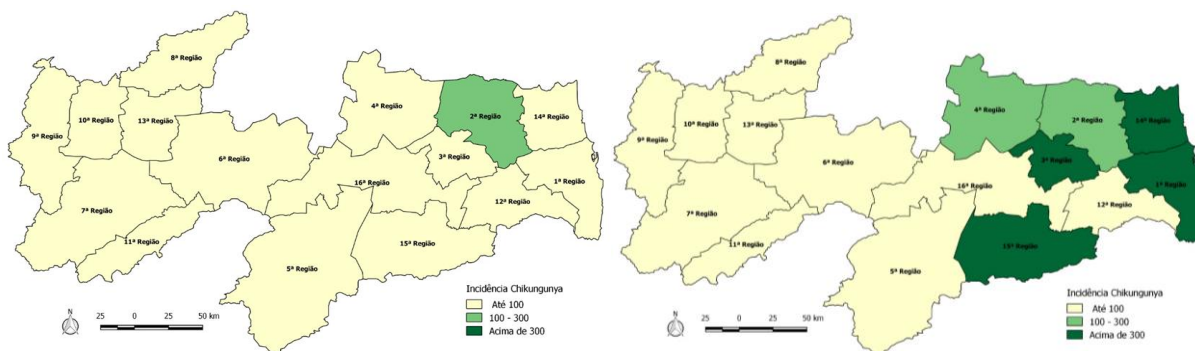 8ª Região
4ª Região
2ª Região
14ª Região
10ª Região
13ª Região
9ª Região
3ª Região
6ª Região
1ª Região
16ª Região
12ª Região
7ª Região
11ª Região
15ª Região
5ª Região
Incidência Chikungunya
Até 100
100 - 300
Acima de 300
N
25 0 25 50 km
8ª Região
4ª Região
2ª Região
14ª Região
10ª Região
13ª Região
9ª Região
3ª Região
6ª Região
1ª Região
16ª Região
12ª Região
7ª Região
11ª Região
15ª Região
5ª Região
Incidência Chikungunya
Até 100
100 - 300
Acima de 300
N
25 0 25 50 km